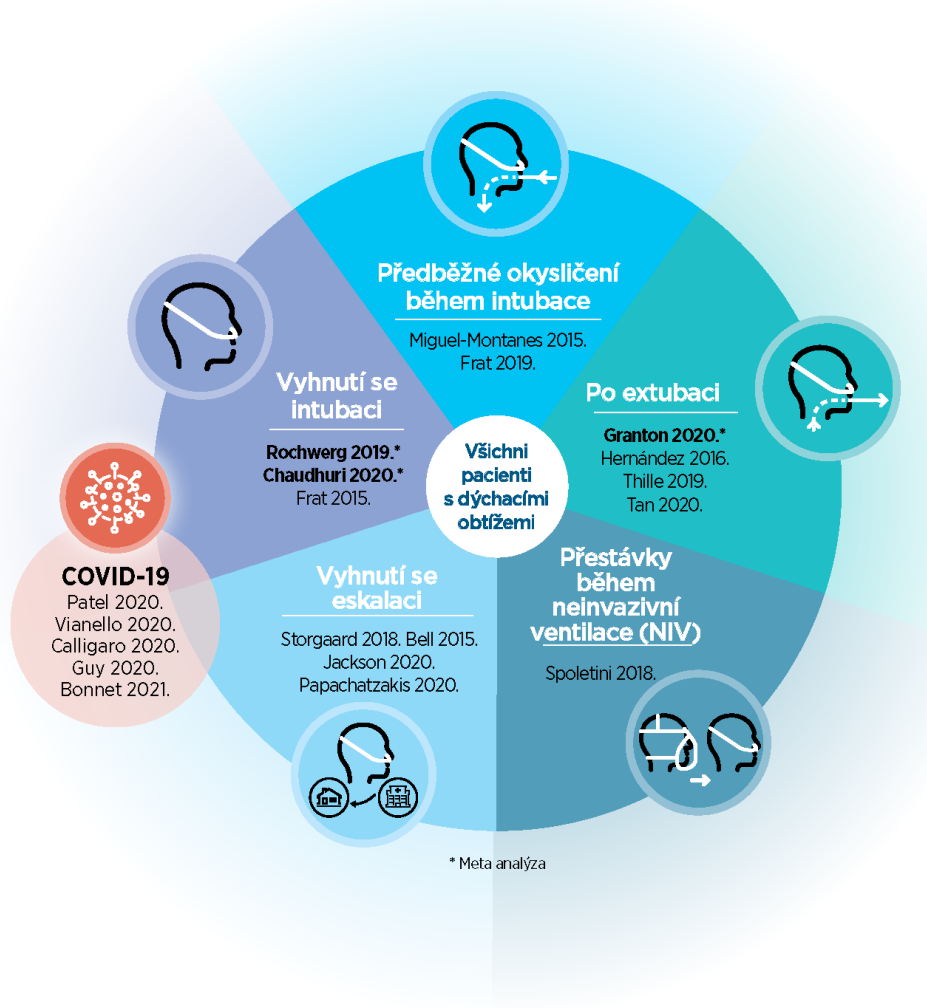 Předběžné okysličení
během intubace
Miguel-Montanes 2015.
Frat 2019.
Vyhnutí se
intubaci
Rochwerg 2019.*
Chaudhuri 2020.*
Frat 2015.
Po extubaci
Granton 2020.*
Hernández 2016.
Thille 2019.
Tan 2020.
Všichni
pacienti
s dýchacími
obtížemi
COVID-19
Patel 2020.
Vianello 2020.
Calligaro 2020.
Guy 2020.
Bonnet 2021.
Vyhnutí se
eskalaci
Storgaard 2018. Bell 2015.
Jackson 2020.
Papachatzakis 2020.
Přestávky
během
neinvazivní
ventilace (NIV)
Spoletini 2018.
* Meta analýza